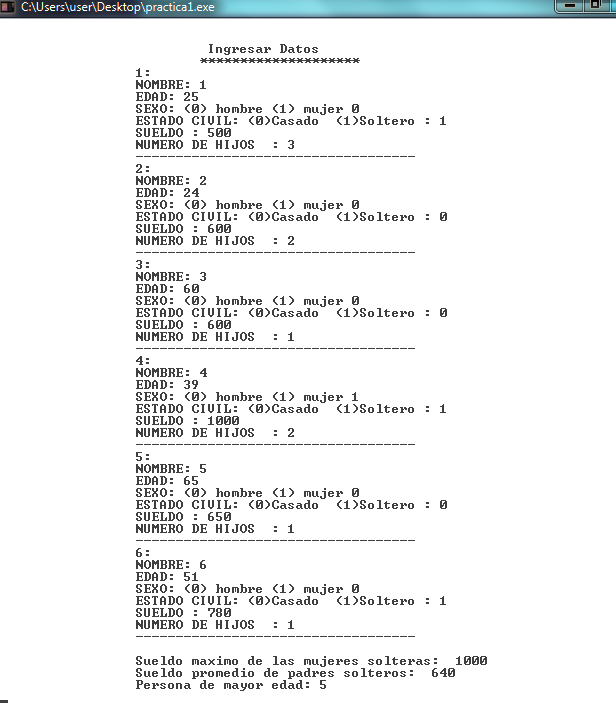 C:\Users\user\Desktop\practica1.exe
Ingresar Datos
********************
1:
NOMBRE: 1
EDAD: 25
SEXO: (0) hombre (1) mujer 0
ESTADO CIVIL: (0)Casado (1)Soltero : 1
SUELDO : 500
NUMERO DE HIJOS : 3
-----------------------------------
2:
NOMBRE: 2
EDAD: 24
SEXO: (0) hombre (1) mujer 0
ESTADO CIVIL: (0)Casado (1)Soltero : 0
SUELDO : 600
NUMERO DE HIJOS : 2
-----------------------------------
3:
NOMBRE: 3
EDAD: 60
SEXO: (0) hombre (1) mujer 0
ESTADO CIVIL: (0)Casado (1)Soltero : 0
SUELDO : 600
NUMERO DE HIJOS : 1
-----------------------------------
4:
NOMBRE: 4
EDAD: 39
SEXO: (0) hombre (1) mujer 1
ESTADO CIVIL: (0)Casado (1)Soltero : 1
SUELDO : 1000
NUMERO DE HIJOS : 2
-----------------------------------
5:
NOMBRE: 5
EDAD: 65
SEXO: (0) hombre (1) mujer 0
ESTADO CIVIL: (0)Casado (1)Soltero : 0
SUELDO : 650
NUMERO DE HIJOS : 1
-----------------------------------
6:
NOMBRE: 6
EDAD: 51
SEXO: (0) hombre (1) mujer 0
ESTADO CIVIL: (0)Casado (1)Soltero : 1
SUELDO : 780
NUMERO DE HIJOS : 1
-----------------------------------
Sueldo maximo de las mujeres solteras: 1000
Sueldo promedio de padres solteros: 640
Persona de mayor edad: 5